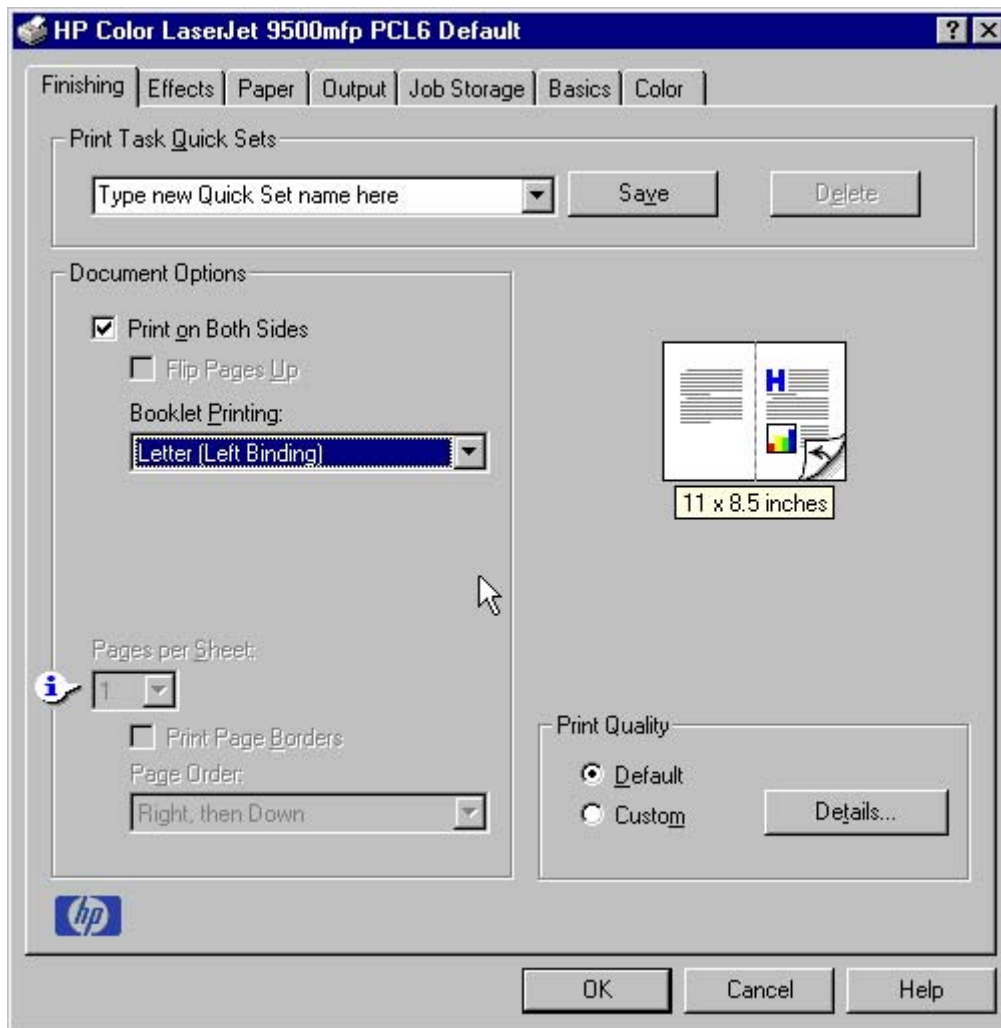 HP Color LaserJet 9500mfp PCL6 Default
Finishing Effects Paper Output Job Storage Basics Color
Print Task Quick Sets
Type new Quick Set name here Save Delete
Document Options
Print on Both Sides
Flip Pages Up
Booklet Printing:
Letter (Left Binding)
H
11 x 8.5 inches
Pages per Sheet:
i 1
Print Page Borders
Page Order:
Right, then Down
Print Quality
Default
Custom Details...
hp
OK Cancel Help